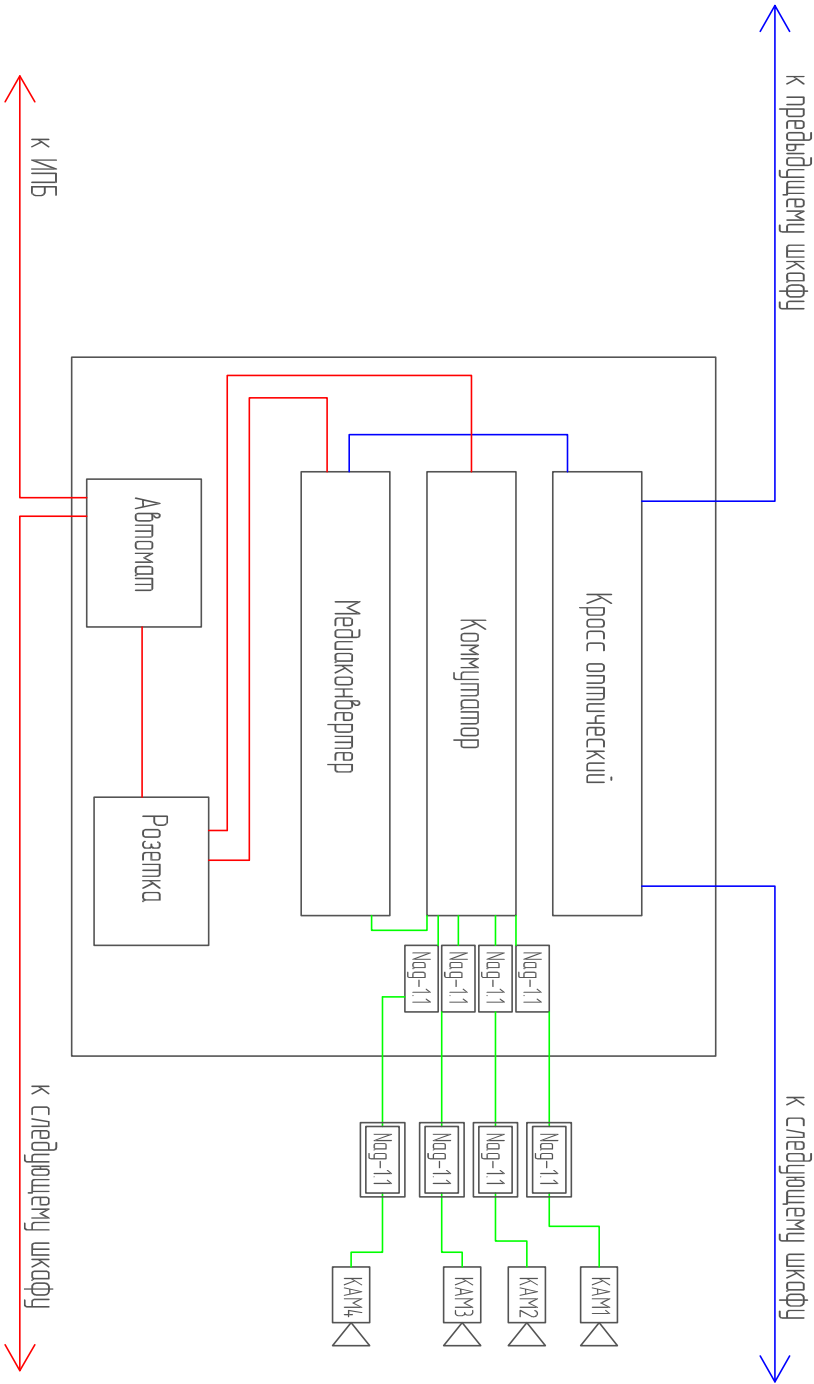 к предыдущему шкафу
к следующему шкафу
Кросс оптический
Коммутатор
Медиаконвертер
Nag-1.1
Nag-1.1
Nag-1.1
Nag-1.1
Nag-1.1
Nag-1.1
Nag-1.1
Nag-1.1
КАМ1
КАМ2
КАМ3
КАМ4
Автомат
Розетка
к ИПБ
к следующему шкафу